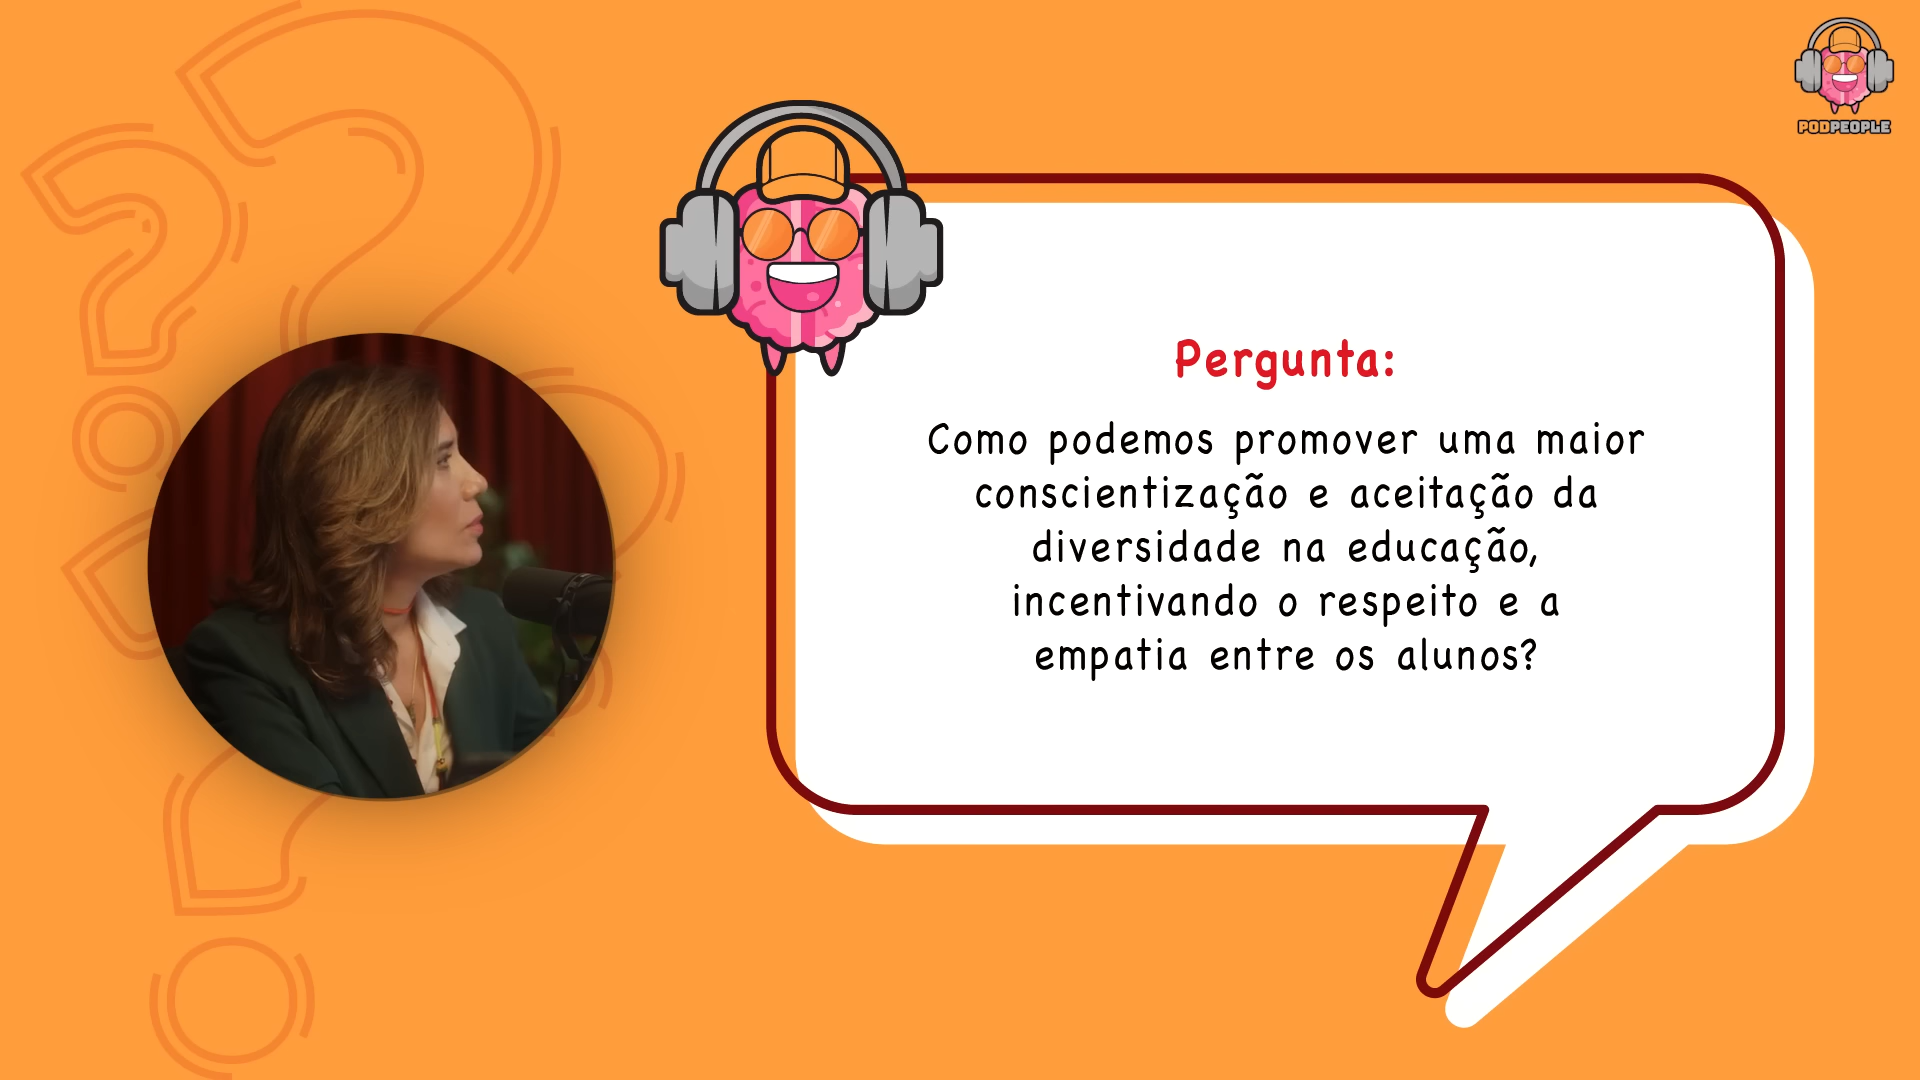 PODPEOPLE
Pergunta:
Como podemos promover uma maior
conscientização e aceitação da
diversidade na educação,
incentivando o respeito e a
empatia entre os alunos?